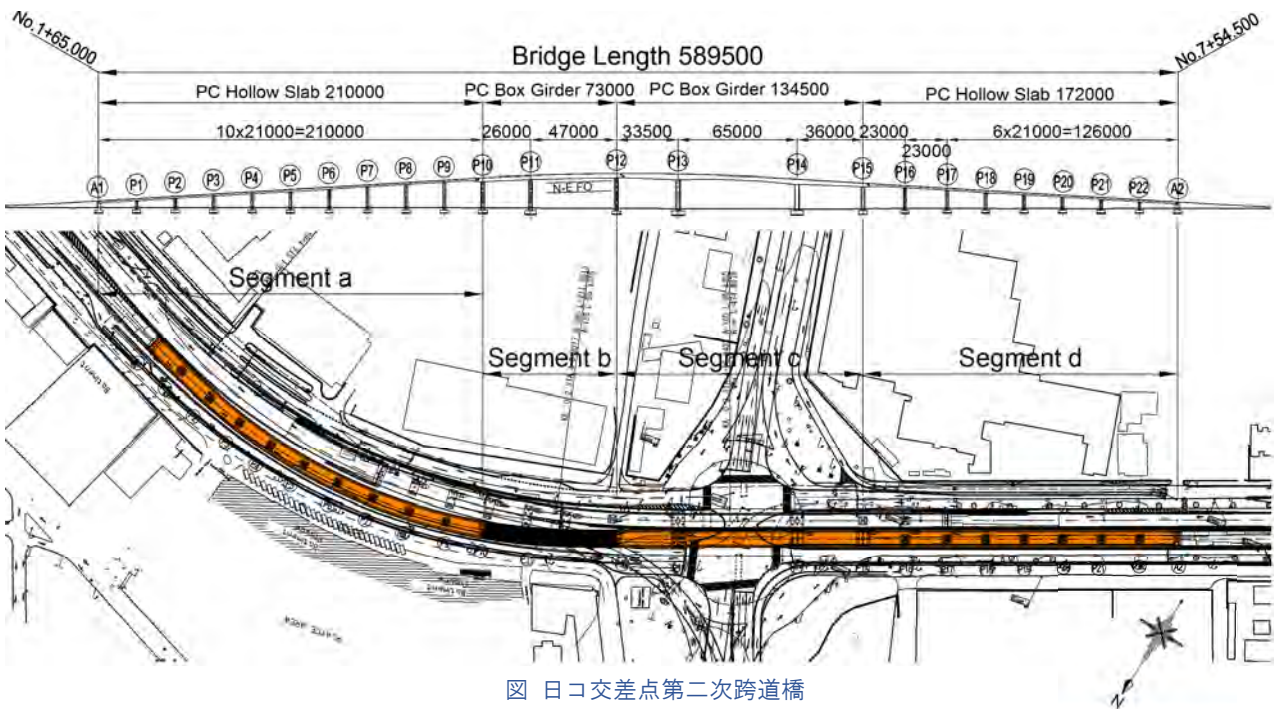 No.1+65.000
No.7+54.500
Bridge Length 589500
PC Hollow Slab 210000
PC Box Girder 73000
PC Box Girder 134500
PC Hollow Slab 172000
10x21000=210000
26000
47000
33500
65000
36000
23000
6x21000=126000
23000
A1
P1
P2
P3
P4
P5
P6
P7
P8
P9
P10
P11
P12
P13
P14
P15
P16
P17
P18
P19
P20
P21
P22
A2
N-E FO
Segment a
Segment b
Segment c
Segment d
N
図 日コ交差点第二次跨道橋